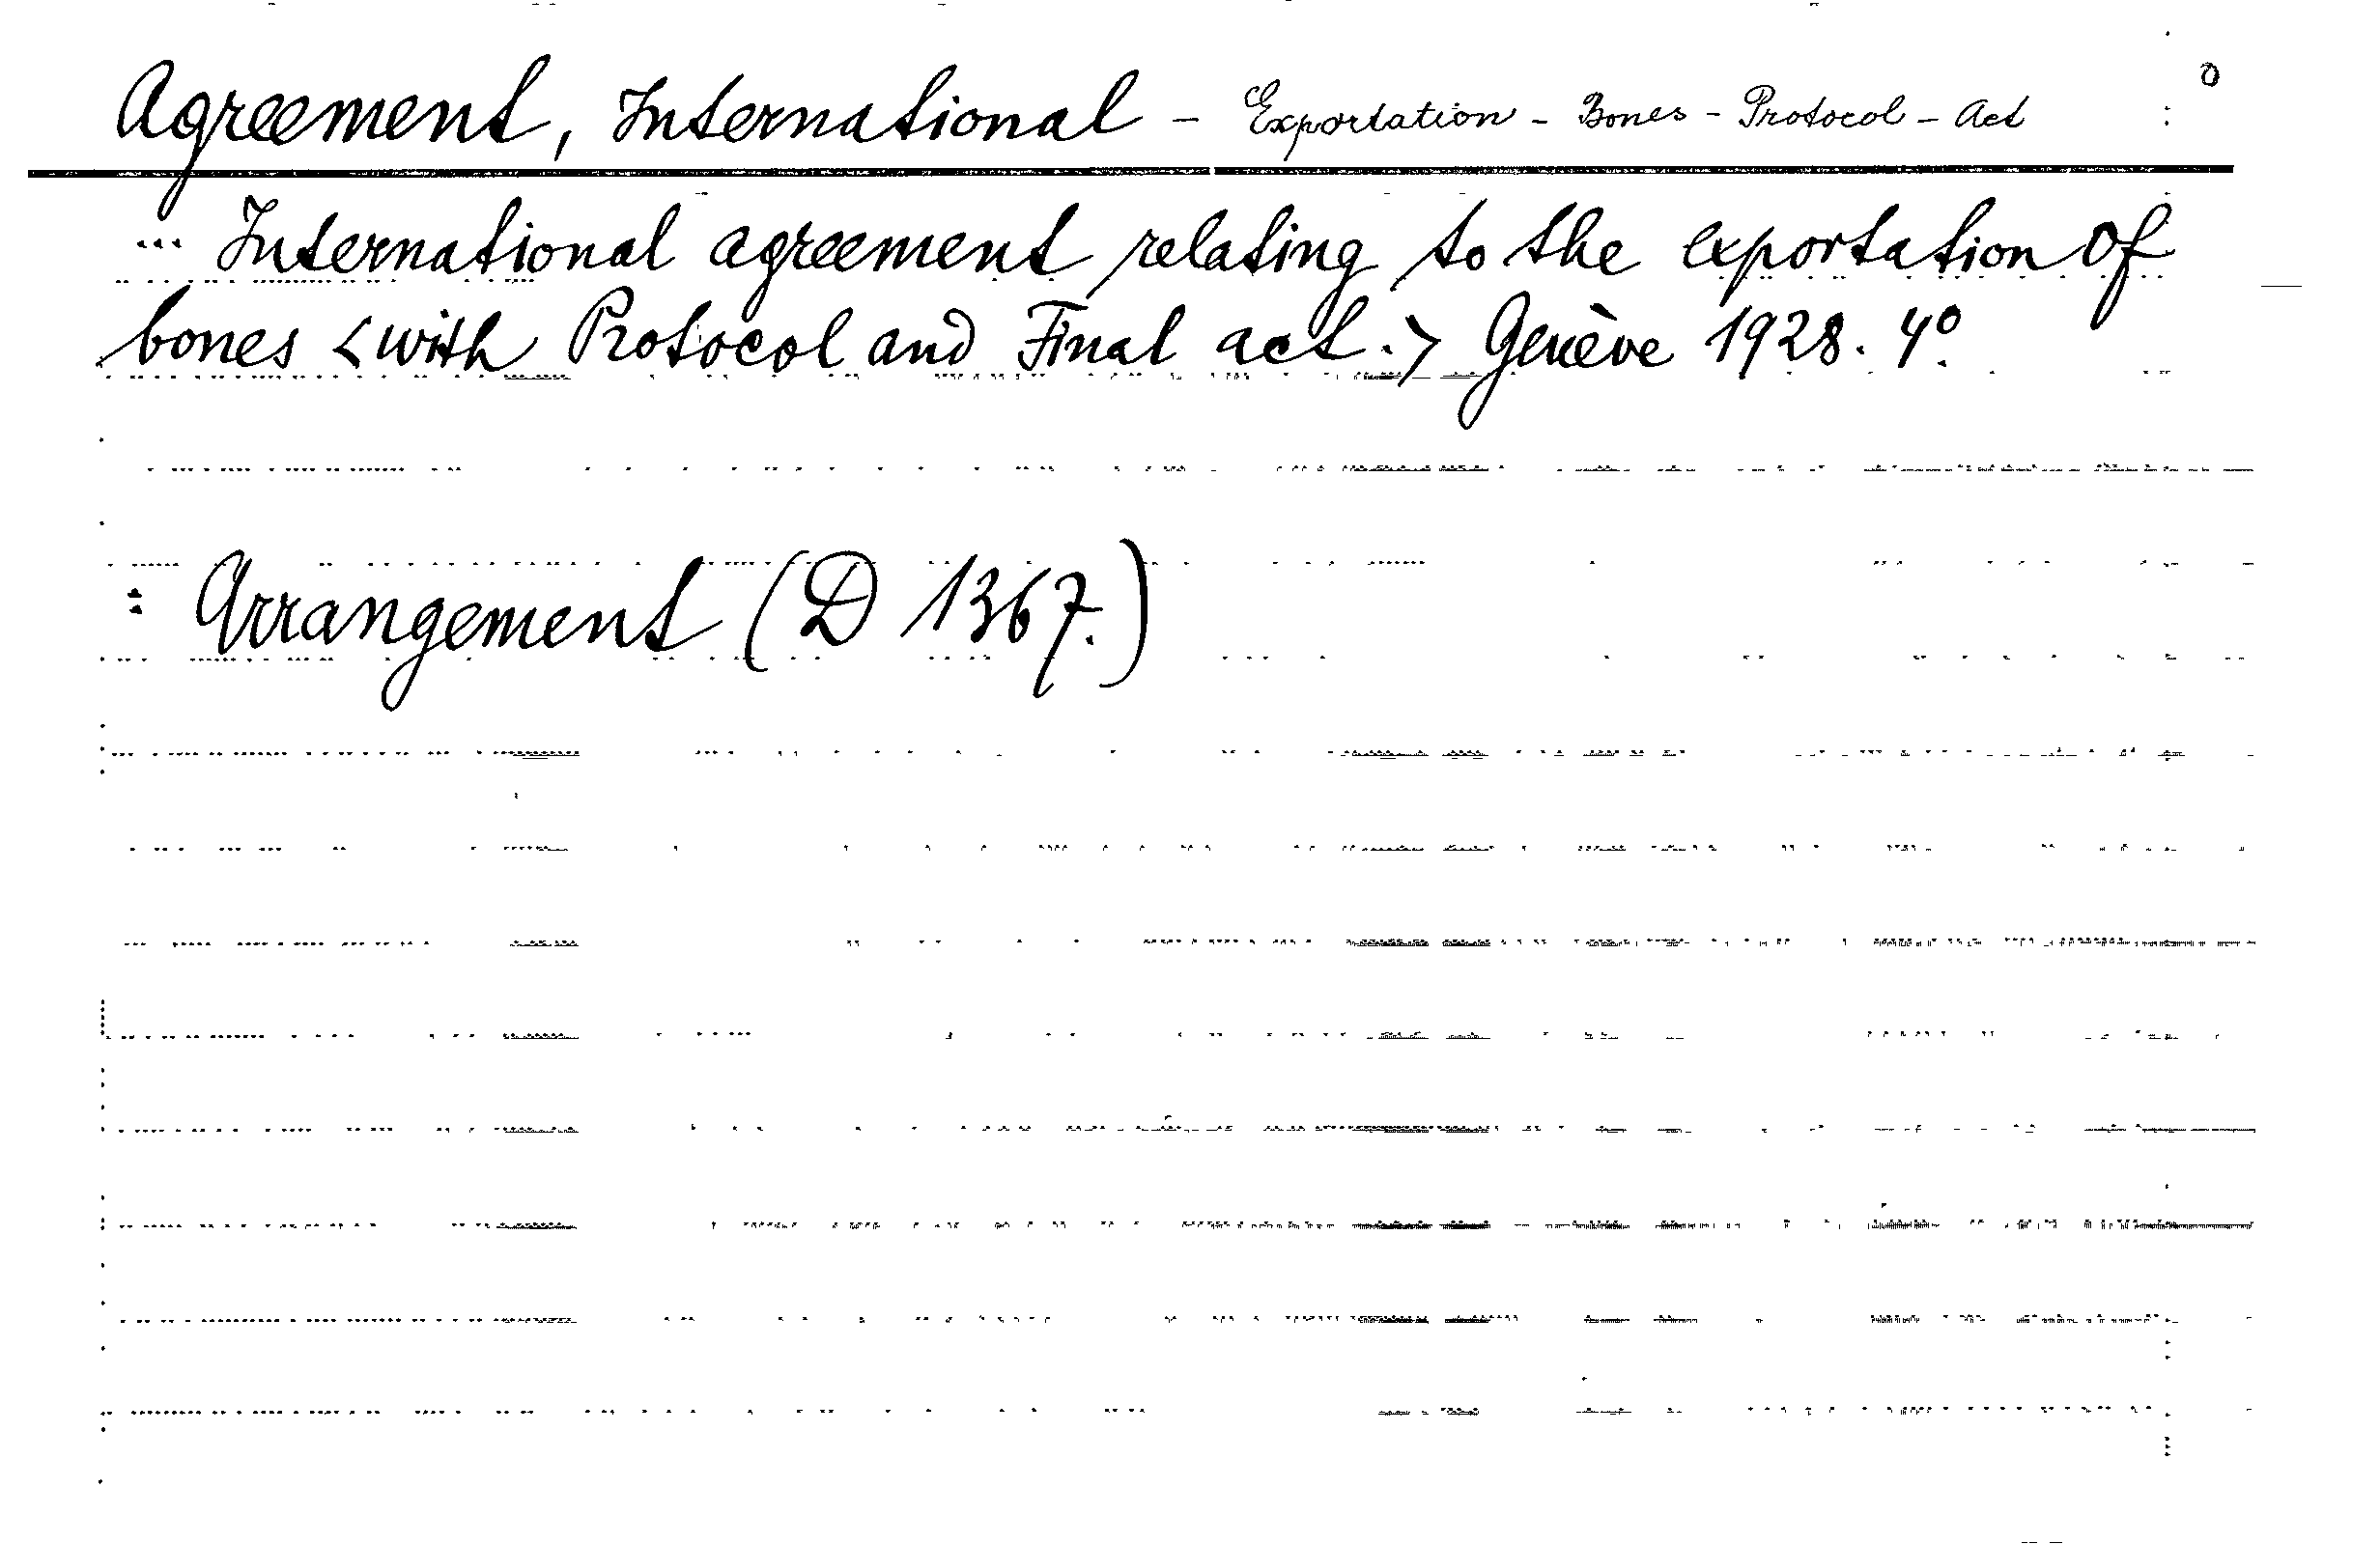 Agreement, International - Exportation - Bones - Protocol - Act o
... International agreement relating to the exportation of
bones <with Protocol and Final act.> Genève 1928. 4o.
: Arrangement (D 1367.)